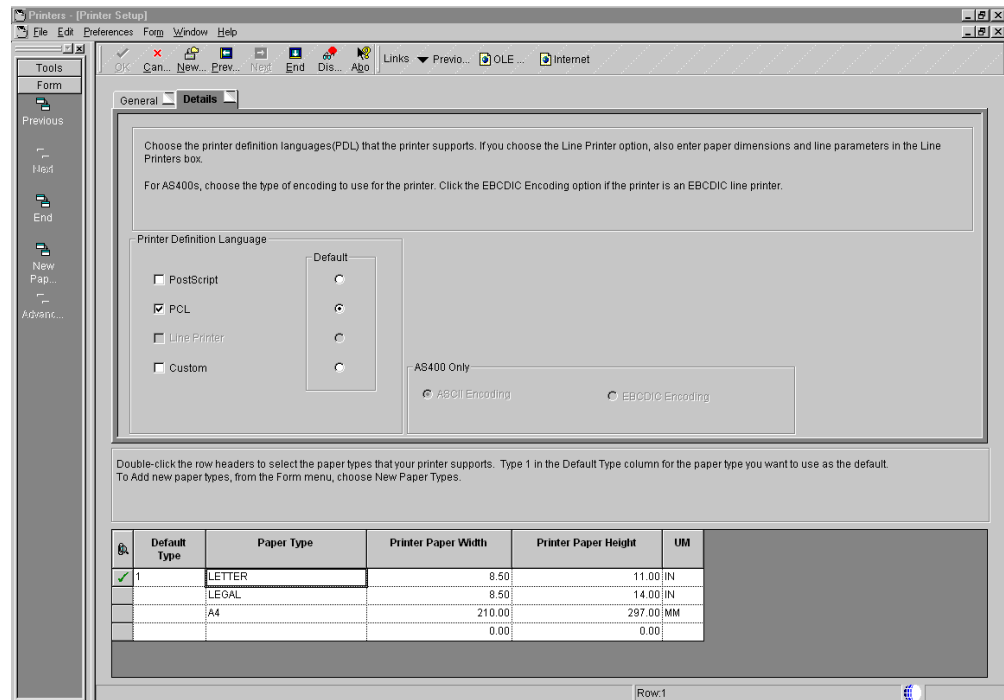 Printers - [Printer Setup]
File Edit Preferences Form Window Help
OK Can... New... Prev... Next End Dis... Abo Links Previo... OLE ... Internet
Tools
Form
Previous
Next
End
New Pap...
Advanc...
General Details
Choose the printer definition languages(PDL) that the printer supports. If you choose the Line Printer option, also enter paper dimensions and line parameters in the Line
Printers box.
For AS400s, choose the type of encoding to use for the printer. Click the EBCDIC Encoding option if the printer is an EBCDIC line printer.
Printer Definition Language
Default
PostScript
PCL
Line Printer
Custom
AS400 Only
ASCII Encoding EBCDIC Encoding
Double-click the row headers to select the paper types that your printer supports. Type 1 in the Default Type column for the paper type you want to use as the default.
To Add new paper types, from the Form menu, choose New Paper Types.
Default Type Paper Type Printer Paper Width Printer Paper Height UM
1 LETTER 8.50 11.00 IN
LEGAL 8.50 14.00 IN
A4 210.00 297.00 MM
0.00 0.00
Row:1